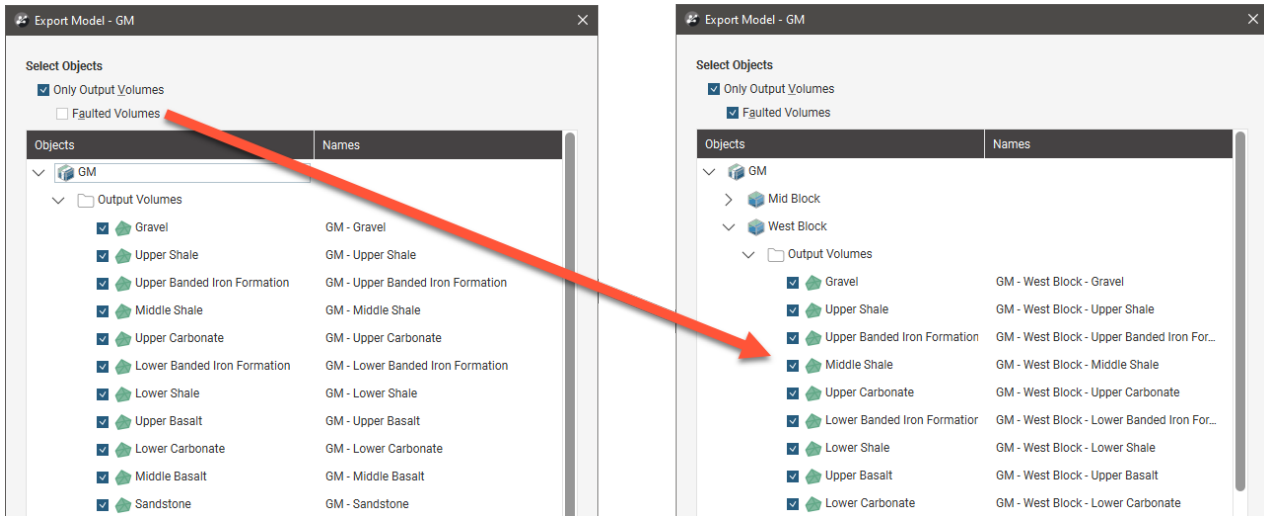 Export Model - GM
Select Objects
Only Output Volumes
Faulted Volumes
Objects Names
GM
Output Volumes
Gravel GM - Gravel
Upper Shale GM - Upper Shale
Upper Banded Iron Formation GM - Upper Banded Iron Formation
Middle Shale GM - Middle Shale
Upper Carbonate GM - Upper Carbonate
Lower Banded Iron Formation GM - Lower Banded Iron Formation
Lower Shale GM - Lower Shale
Upper Basalt GM - Upper Basalt
Lower Carbonate GM - Lower Carbonate
Middle Basalt GM - Middle Basalt
Sandstone GM - Sandstone
Export Model - GM
Select Objects
Only Output Volumes
Faulted Volumes
Objects Names
GM
Mid Block
West Block
Output Volumes
Gravel GM - West Block - Gravel
Upper Shale GM - West Block - Upper Shale
Upper Banded Iron Formation GM - West Block - Upper Banded Iron For...
Middle Shale GM - West Block - Middle Shale
Upper Carbonate GM - West Block - Upper Carbonate
Lower Banded Iron Formation GM - West Block - Lower Banded Iron For...
Lower Shale GM - West Block - Lower Shale
Upper Basalt GM - West Block - Upper Basalt
Lower Carbonate GM - West Block - Lower Carbonate